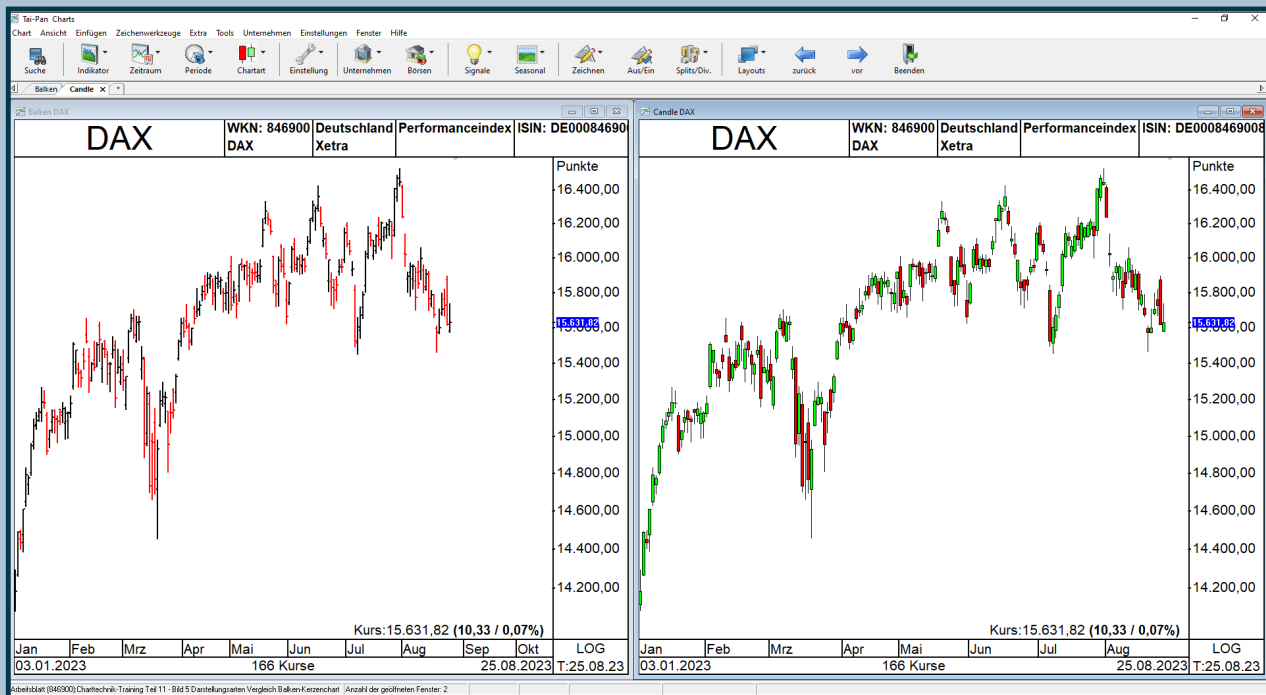 Tai-Pan Charts
Chart Ansicht Einfügen Zeichenwerkzeuge Extra Tools Unternehmen Einstellungen Fenster Hilfe
Suche Indikator Zeitraum Periode Chartart Einstellung Unternehmen Börsen Signale Seasonal Zeichnen Aus/Ein Splits/Div. Layouts zurück vor Beenden
Balken Candle *
Balken DAX
DAX
WKN: 846900 Deutschland Performanceindex ISIN: DE000846900
DAX Xetra
Punkte
16.400,00
16.200,00
16.000,00
15.800,00
15.631,82
15.600,00
15.400,00
15.200,00
15.000,00
14.800,00
14.600,00
14.400,00
14.200,00
Kurs:15.631,82 (10,33 / 0,07%)
Jan Feb Mrz Apr Mai Jun Jul Aug Sep Okt LOG
03.01.2023 166 Kurse 25.08.2023 T:25.08.23
Candle DAX
DAX
WKN: 846900 Deutschland Performanceindex ISIN: DE0008469008
DAX Xetra
Punkte
16.400,00
16.200,00
16.000,00
15.800,00
15.631,82
15.600,00
15.400,00
15.200,00
15.000,00
14.800,00
14.600,00
14.400,00
14.200,00
Kurs:15.631,82 (10,33 / 0,07%)
Jan Feb Mrz Apr Mai Jun Jul Aug LOG
03.01.2023 166 Kurse 25.08.2023 T:25.08.23
Arbeitsblatt (846900):Charttechnik-Training Teil 11 - Bild 5 Darstellungsarten Vergleich Balken-Kerzenchart Anzahl der geöffneten Fenster: 2